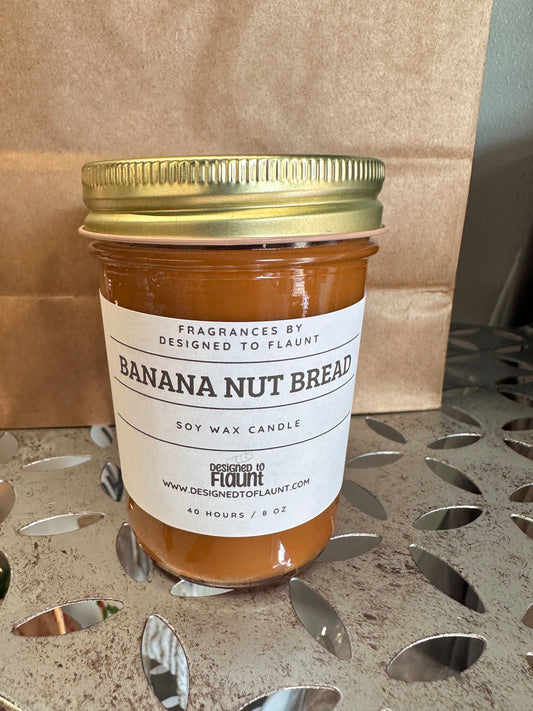 FRAGRANCES BY
DESIGNED TO FLAUNT
BANANA NUT BREAD
SOY WAX CANDLE
Designed to
Flaunt
WWW.DESIGNEDTOFLAUNT.COM
40 HOURS / 8 OZ